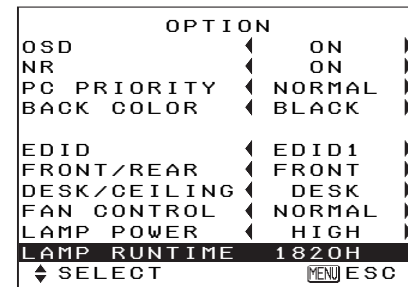 OPTION
OSD ON
NR ON
PC PRIORITY NORMAL
BACK COLOR BLACK
EDID EDID1
FRONT/REAR FRONT
DESK/CEILING DESK
FAN CONTROL NORMAL
LAMP POWER HIGH
LAMP RUNTIME 1820H
SELECT MENU ESC